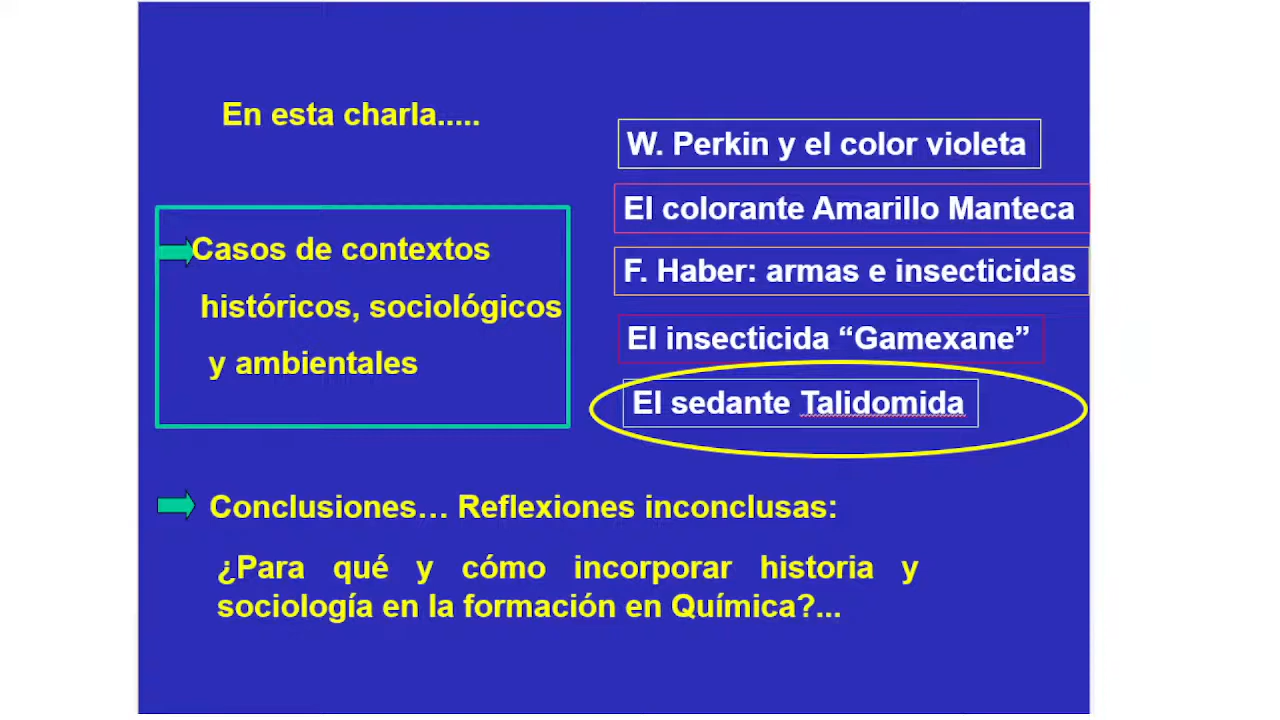 En esta charla.....
W. Perkin y el color violeta
El colorante Amarillo Manteca
F. Haber: armas e insecticidas
El insecticida “Gamexane”
El sedante Talidomida
Casos de contextos
históricos, sociológicos
y ambientales
Conclusiones… Reflexiones inconclusas:
¿Para qué y cómo incorporar historia y
sociología en la formación en Química?...